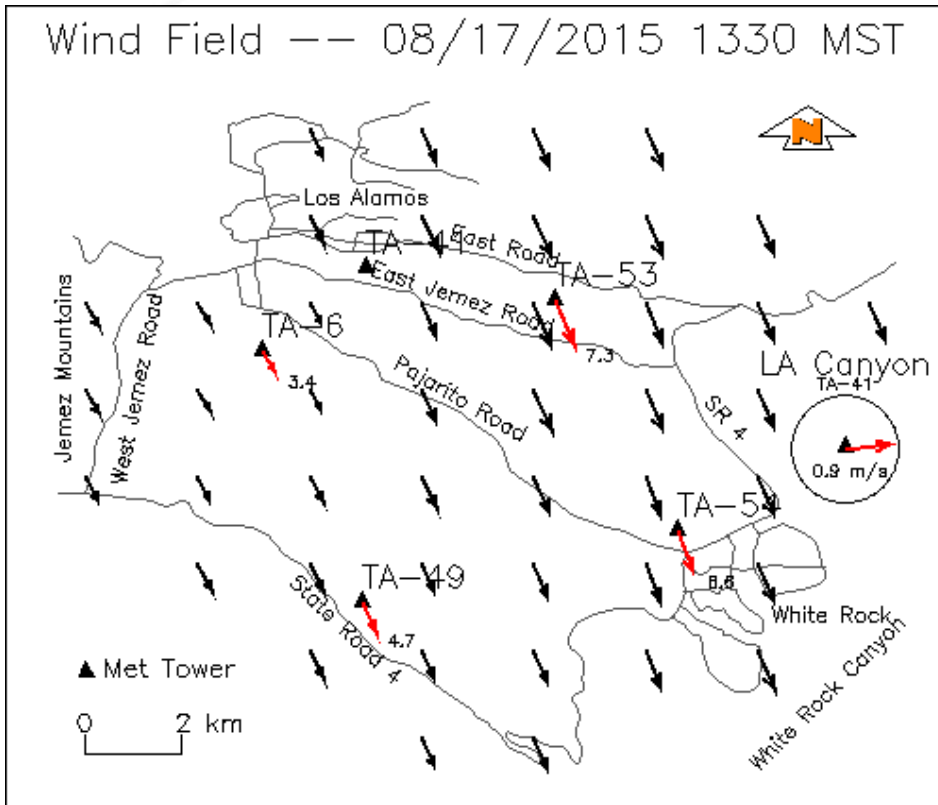 Wind Field -- 08/17/2015 1330 MST
N
Los Alamos
East Road
TA-41
TA-53
East Jemez Road
7.3
TA-6
3.4
Jemez Mountains
West Jemez Road
Pajarito Road
SR 4
LA Canyon
TA-41
0.9 m/s
TA-54
8.6
TA-49
4.7
State Road 4
White Rock
White Rock Canyon
Met Tower
0 2 km